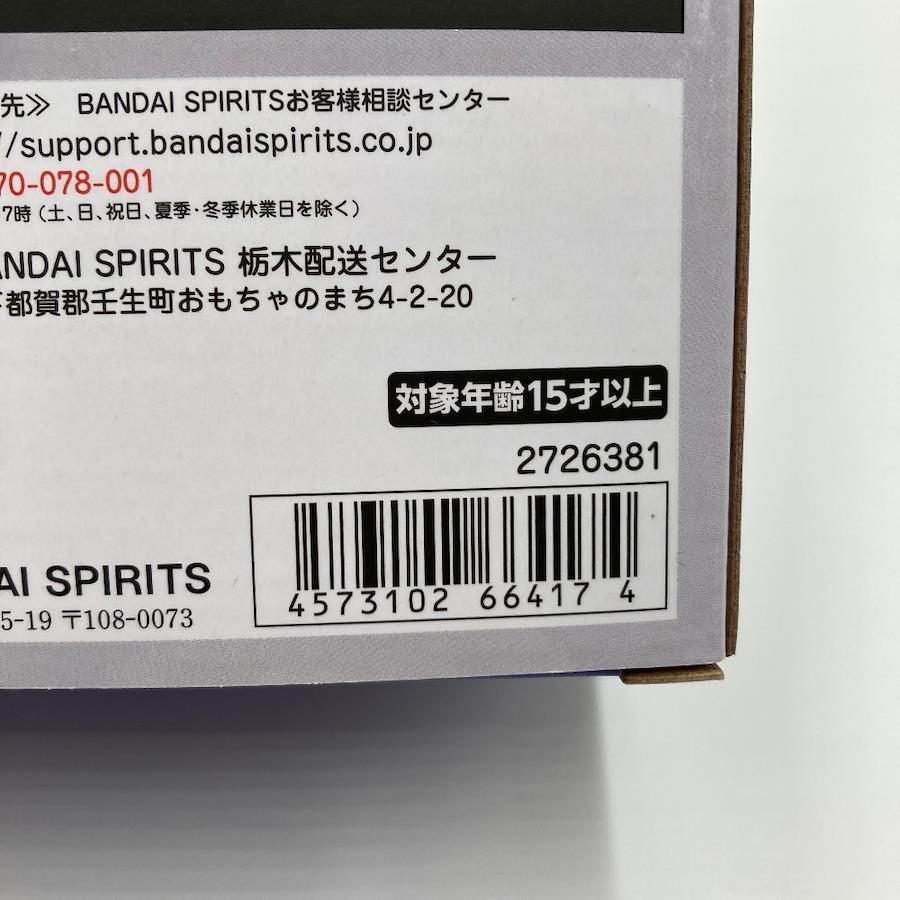 先≫ BANDAI SPIRITSお客様相談センター
//support.bandaispirits.co.jp
70-078-001
7時（土、日、祝日、夏季・冬季休業日を除く）
ANDAI SPIRITS 栃木配送センター
都賀郡壬生町おもちゃのまち4-2-20
対象年齢15才以上
2726381
4573102 66417 4
AI SPIRITS
5-19 〒108-0073